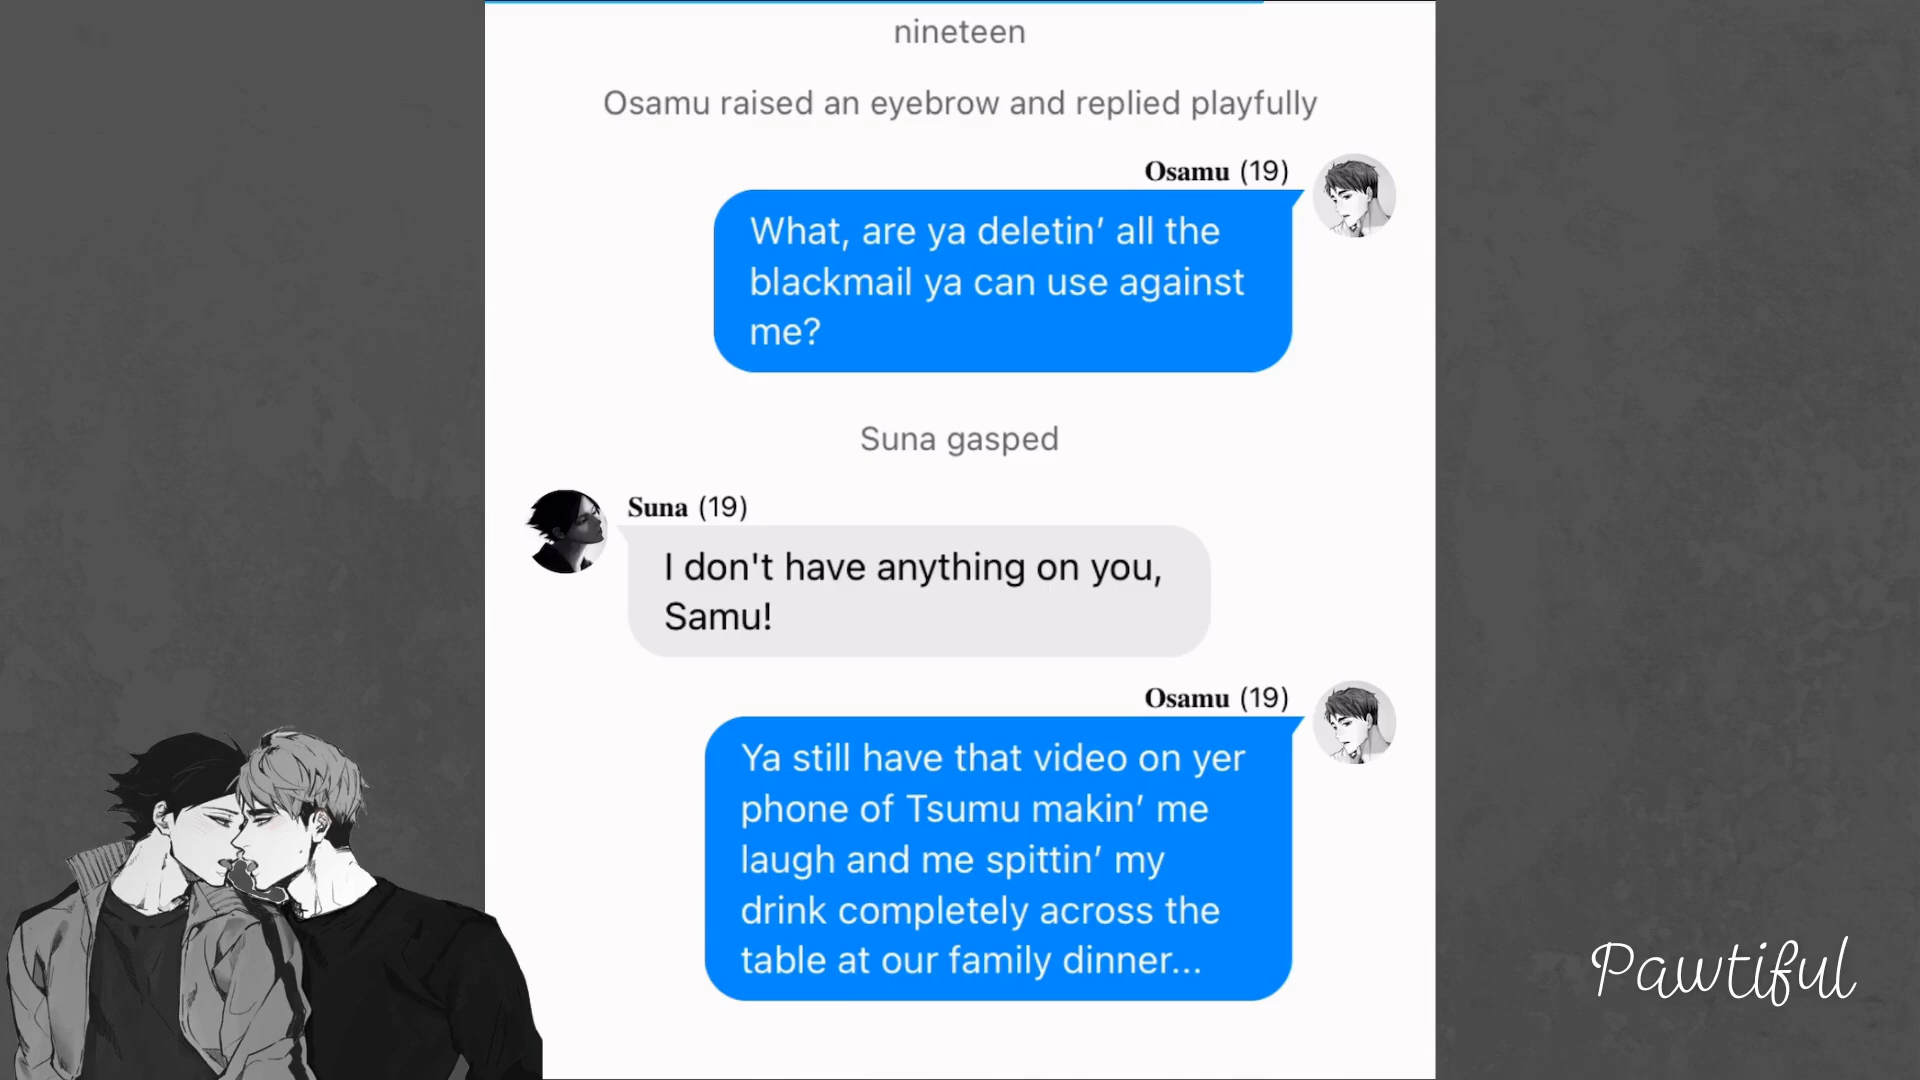 nineteen
Osamu raised an eyebrow and replied playfully
Osamu (19)
What, are ya deletin’ all the
blackmail ya can use against
me?
Suna gasped
Suna (19)
I don't have anything on you,
Samu!
Osamu (19)
Ya still have that video on yer
phone of Tsumu makin’ me
laugh and me spittin’ my
drink completely across the
table at our family dinner...
Pawtiful